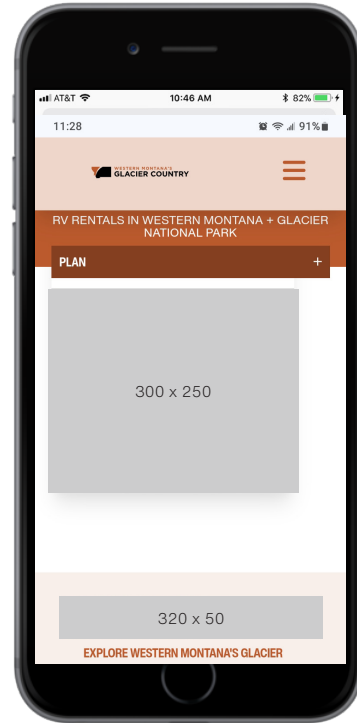 AT&T 10:46 AM 82%
11:28 91%
WESTERN MONTANA'S
GLACIER COUNTRY
RV RENTALS IN WESTERN MONTANA + GLACIER
NATIONAL PARK
PLAN +
300 x 250
320 x 50
EXPLORE WESTERN MONTANA'S GLACIER